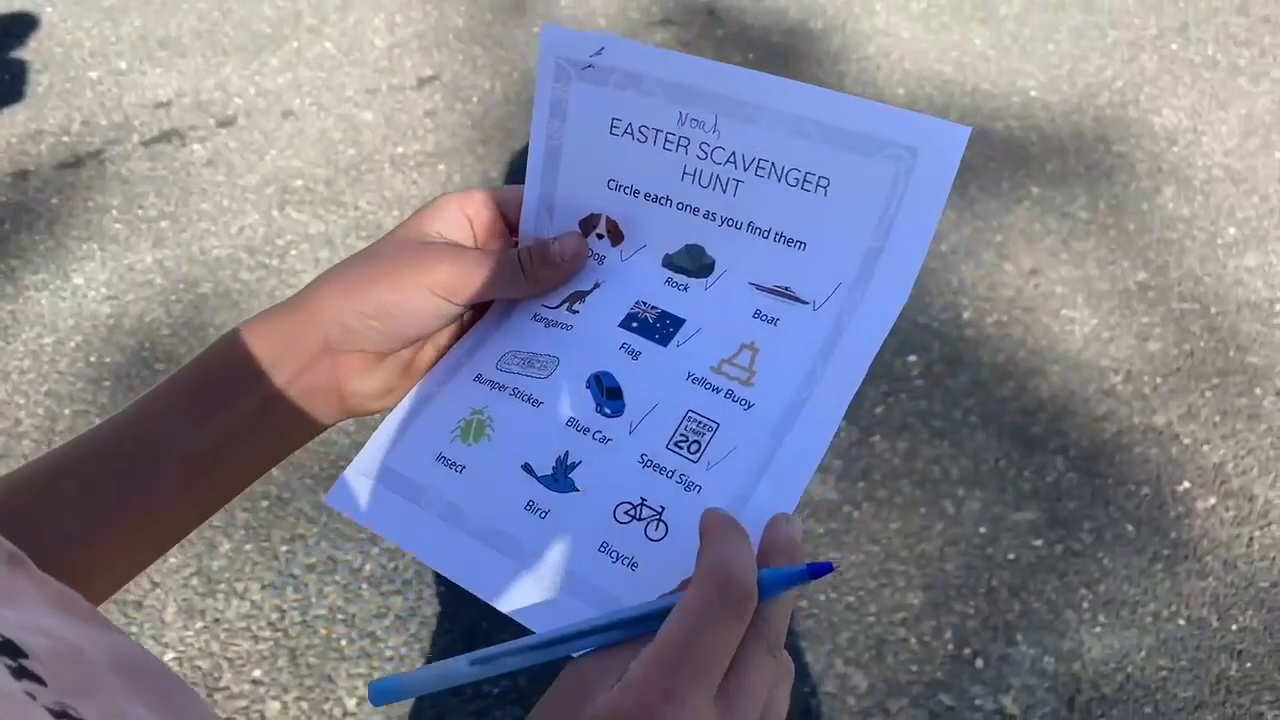 Noah
EASTER SCAVENGER
HUNT
Circle each one as you find them
Dog
Rock
Boat
Kangaroo
Flag
Yellow Buoy
Bumper Sticker
Blue Car
SPEED
LIMIT
20
Speed Sign
Insect
Bird
Bicycle